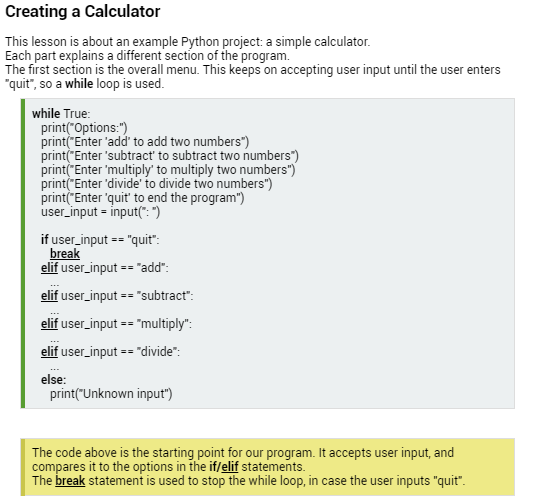 Creating a Calculator
This lesson is about an example Python project: a simple calculator.
Each part explains a different section of the program.
The first section is the overall menu. This keeps on accepting user input until the user enters
"quit", so a while loop is used.
while True:
print("Options:")
print("Enter 'add' to add two numbers")
print("Enter 'subtract' to subtract two numbers")
print("Enter 'multiply' to multiply two numbers")
print("Enter 'divide' to divide two numbers")
print("Enter 'quit' to end the program")
user_input = input(": ")
if user_input == "quit":
break
elif user_input == "add":
...
elif user_input == "subtract":
...
elif user_input == "multiply":
...
elif user_input == "divide":
...
else:
print("Unknown input")
The code above is the starting point for our program. It accepts user input, and
compares it to the options in the if/elif statements.
The break statement is used to stop the while loop, in case the user inputs "quit".